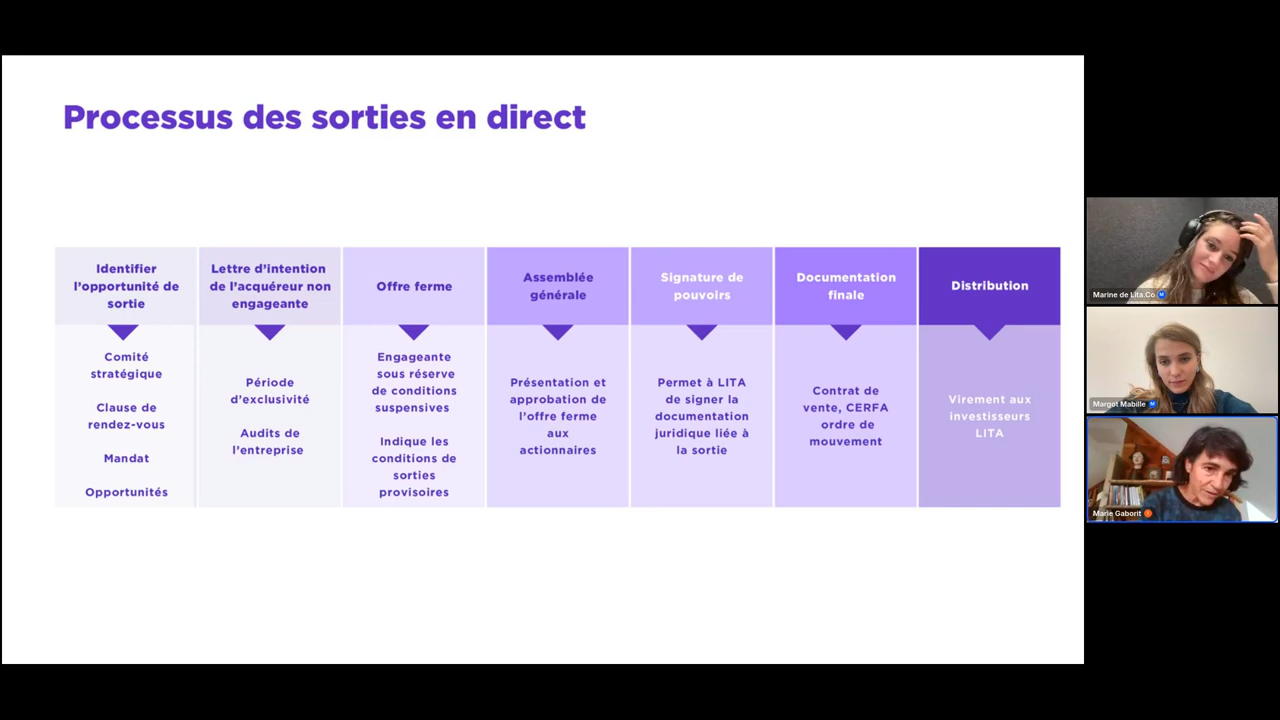 Processus des sorties en direct
Identifier
l'opportunité de
sortie
Comité
stratégique
Clause de
rendez-vous
Mandat
Opportunités
Lettre d'intention
de l'acquéreur non
engageante
Période
d'exclusivité
Audits de
l'entreprise
Offre ferme
Engageante
sous réserve
de conditions
suspensives
Indique les
conditions de
sorties
provisoires
Assemblée
générale
Présentation et
approbation de
l'offre ferme
aux
actionnaires
Signature de
pouvoirs
Permet à LITA
de signer la
documentation
juridique liée à
la sortie
Documentation
finale
Contrat de
vente, CERFA
ordre de
mouvement
Distribution
Virement aux
investisseurs
LITA
Marine de Lita.Co M
Margot Mabille M
Marie Gaborit